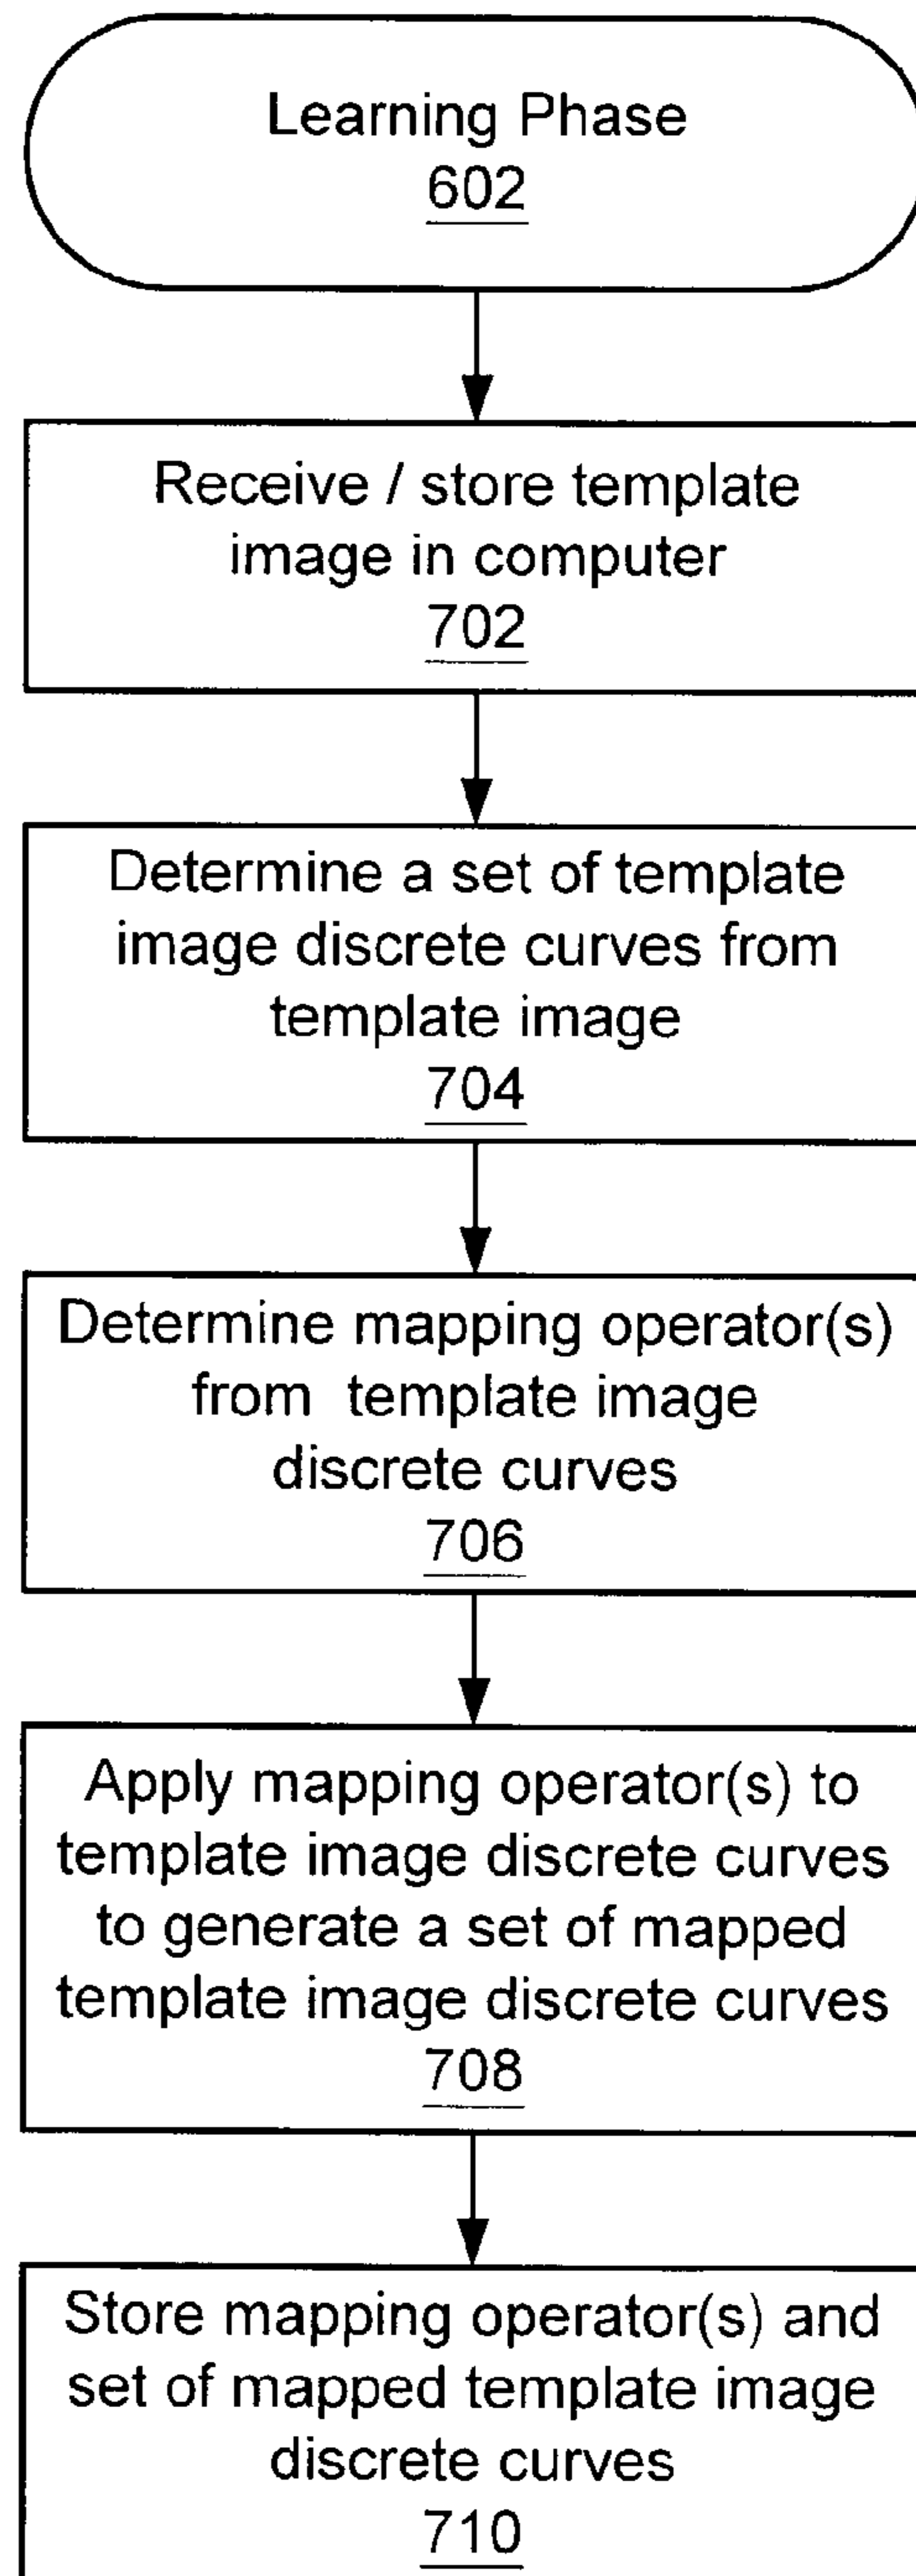 Learning Phase
602
Receive / store template
image in computer
702
Determine a set of template
image discrete curves from
template image
704
Determine mapping operator(s)
from template image
discrete curves
706
Apply mapping operator(s) to
template image discrete curves
to generate a set of mapped
template image discrete curves
708
Store mapping operator(s) and
set of mapped template image
discrete curves
710